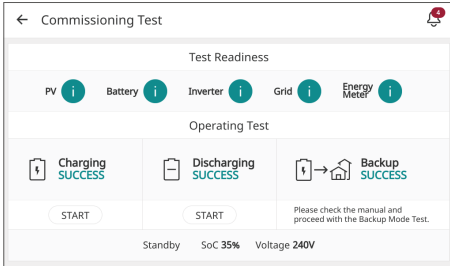 Commissioning Test
4
Test Readiness
PV i Battery i Inverter i Grid i Energy Meter i
Operating Test
Charging
SUCCESS
START
Discharging
SUCCESS
START
Backup
SUCCESS
Please check the manual and
proceed with the Backup Mode Test.
Standby SoC 35% Voltage 240V